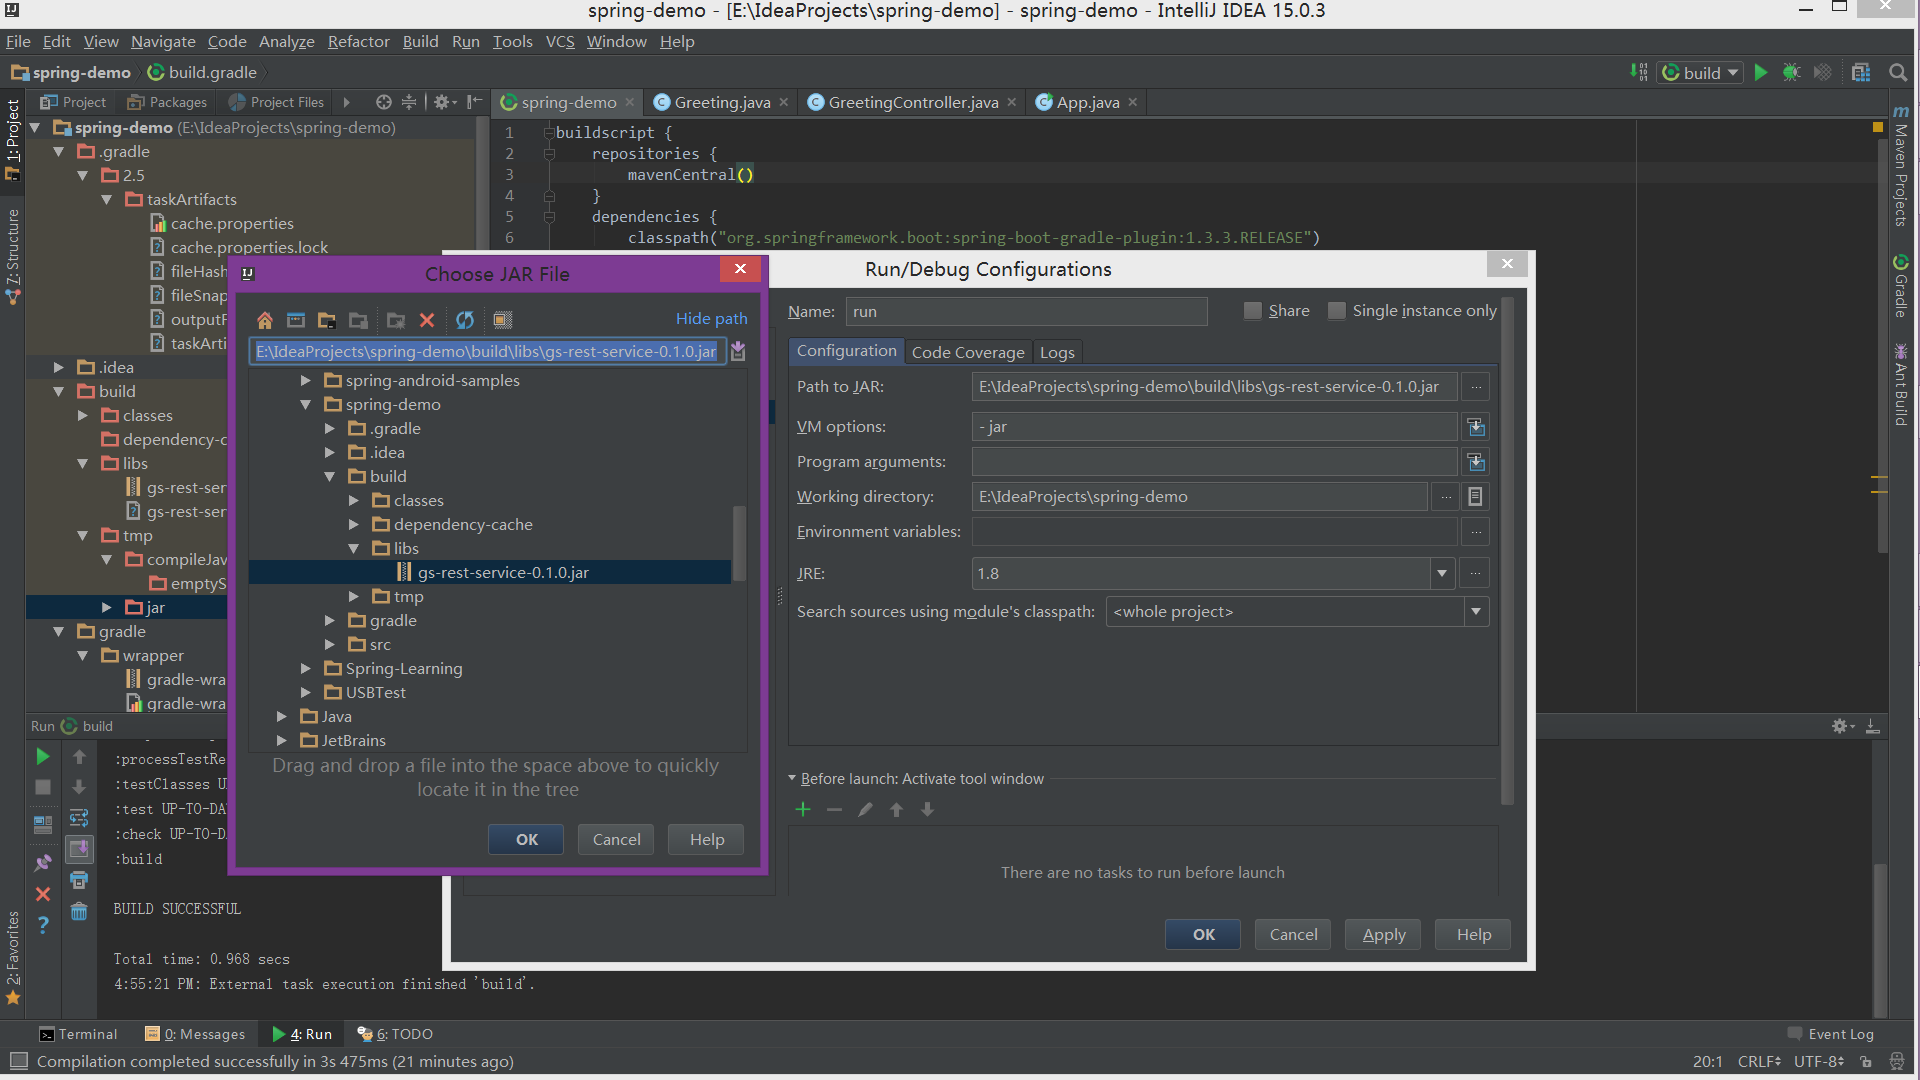 spring-demo - [E:\IdeaProjects\spring-demo] - spring-demo - IntelliJ IDEA 15.0.3
File Edit View Navigate Code Analyze Refactor Build Run Tools VCS Window Help
spring-demo build.gradle
build
Project Packages Project Files
spring-demo Greeting.java GreetingController.java App.java
1: Project
Z: Structure
2: Favorites
Maven Projects
Gradle
Ant Build
spring-demo (E:\IdeaProjects\spring-demo)
.gradle
2.5
taskArtifacts
cache.properties
cache.properties.lock
fileHash
fileSnap
outputF
taskArti
.idea
build
classes
dependency-c
libs
gs-rest-ser
gs-rest-ser
tmp
compileJav
emptyS
jar
gradle
wrapper
gradle-wra
gradle-wra
1 buildscript {
2 repositories {
3 mavenCentral()
4 }
5 dependencies {
6 classpath("org.springframework.boot:spring-boot-gradle-plugin:1.3.3.RELEASE")
Choose JAR File
Hide path
E:\IdeaProjects\spring-demo\build\libs\gs-rest-service-0.1.0.jar
spring-android-samples
spring-demo
.gradle
.idea
build
classes
dependency-cache
libs
gs-rest-service-0.1.0.jar
tmp
gradle
src
Spring-Learning
USBTest
Java
JetBrains
Drag and drop a file into the space above to quickly
locate it in the tree
OK Cancel Help
Run/Debug Configurations
Name: run Share Single instance only
Configuration Code Coverage Logs
Path to JAR: E:\IdeaProjects\spring-demo\build\libs\gs-rest-service-0.1.0.jar
VM options: - jar
Program arguments:
Working directory: E:\IdeaProjects\spring-demo
Environment variables:
JRE: 1.8
Search sources using module's classpath: <whole project>
Before launch: Activate tool window
There are no tasks to run before launch
OK Cancel Apply Help
Run build
:processTestRe
:testClasses U
:test UP-TO-DA
:check UP-TO-D
:build
BUILD SUCCESSFUL
Total time: 0.968 secs
4:55:21 PM: External task execution finished 'build'.
Terminal 0: Messages 4: Run 6: TODO Event Log
Compilation completed successfully in 3s 475ms (21 minutes ago) 20:1 CRLF UTF-8